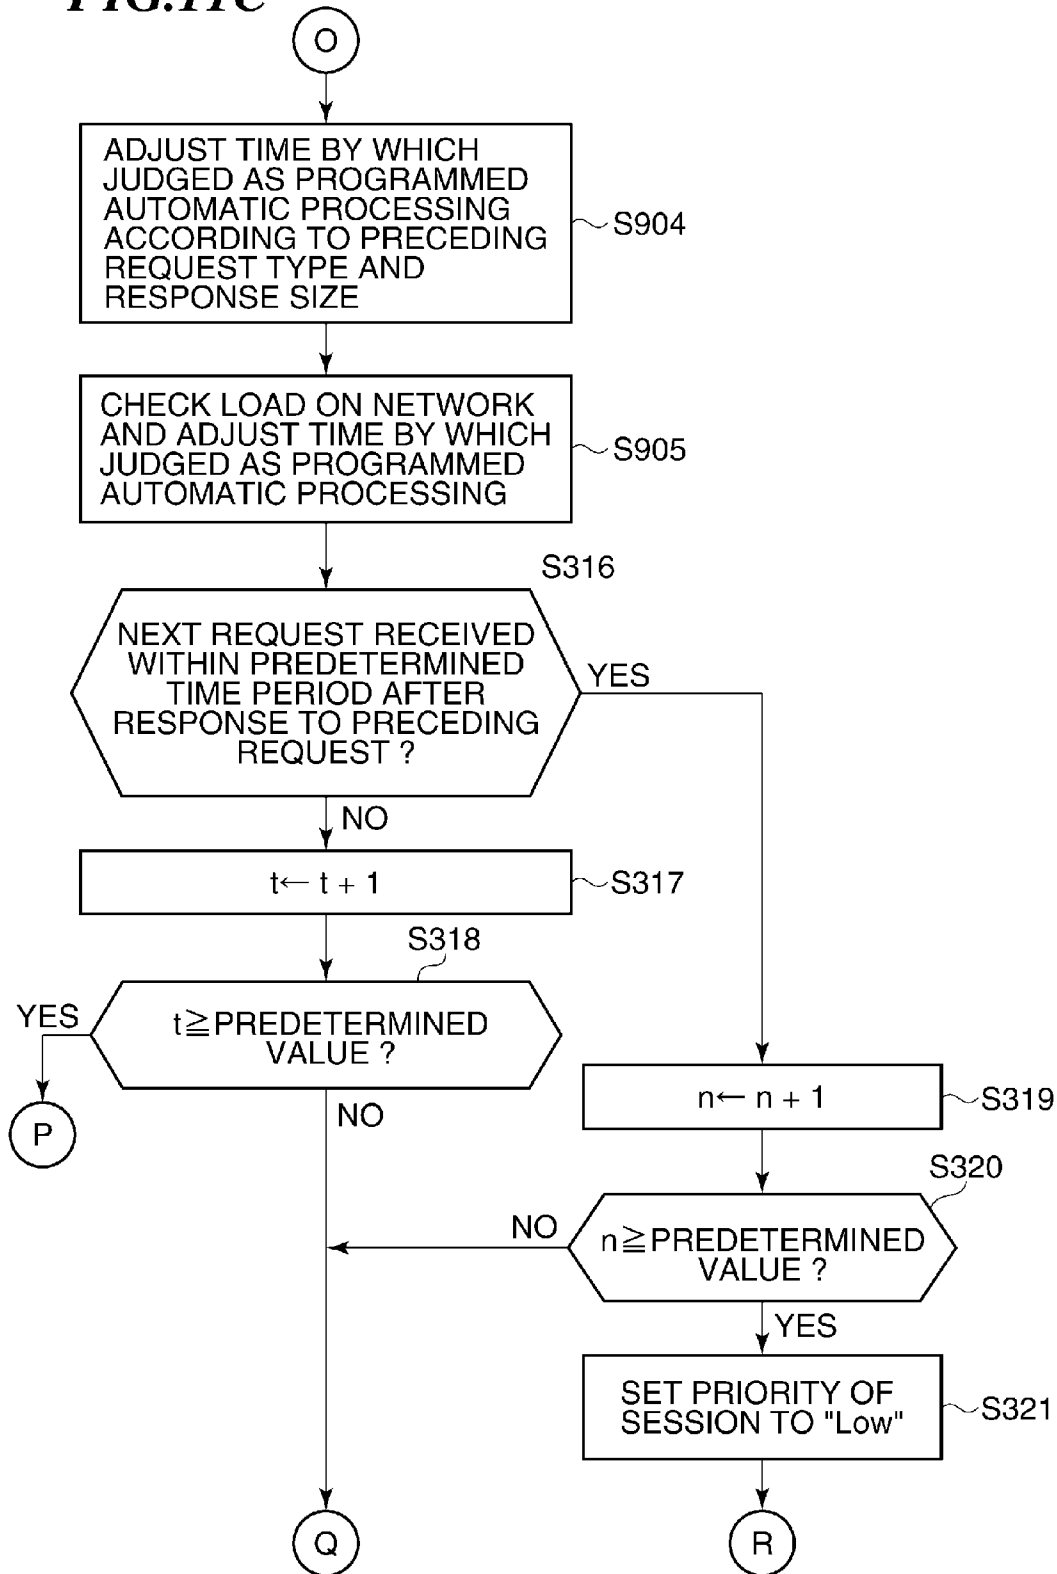 FIG.11C
O
ADJUST TIME BY WHICH
JUDGED AS PROGRAMMED
AUTOMATIC PROCESSING
ACCORDING TO PRECEDING
REQUEST TYPE AND
RESPONSE SIZE
S904
CHECK LOAD ON NETWORK
AND ADJUST TIME BY WHICH
JUDGED AS PROGRAMMED
AUTOMATIC PROCESSING
S905
S316
NEXT REQUEST RECEIVED
WITHIN PREDETERMINED
TIME PERIOD AFTER
RESPONSE TO PRECEDING
REQUEST ?
YES
NO
t← t + 1
S317
S318
YES
t≧PREDETERMINED
VALUE ?
NO
P
n← n + 1
S319
S320
NO
n≧PREDETERMINED
VALUE ?
YES
SET PRIORITY OF
SESSION TO "Low"
S321
Q
R